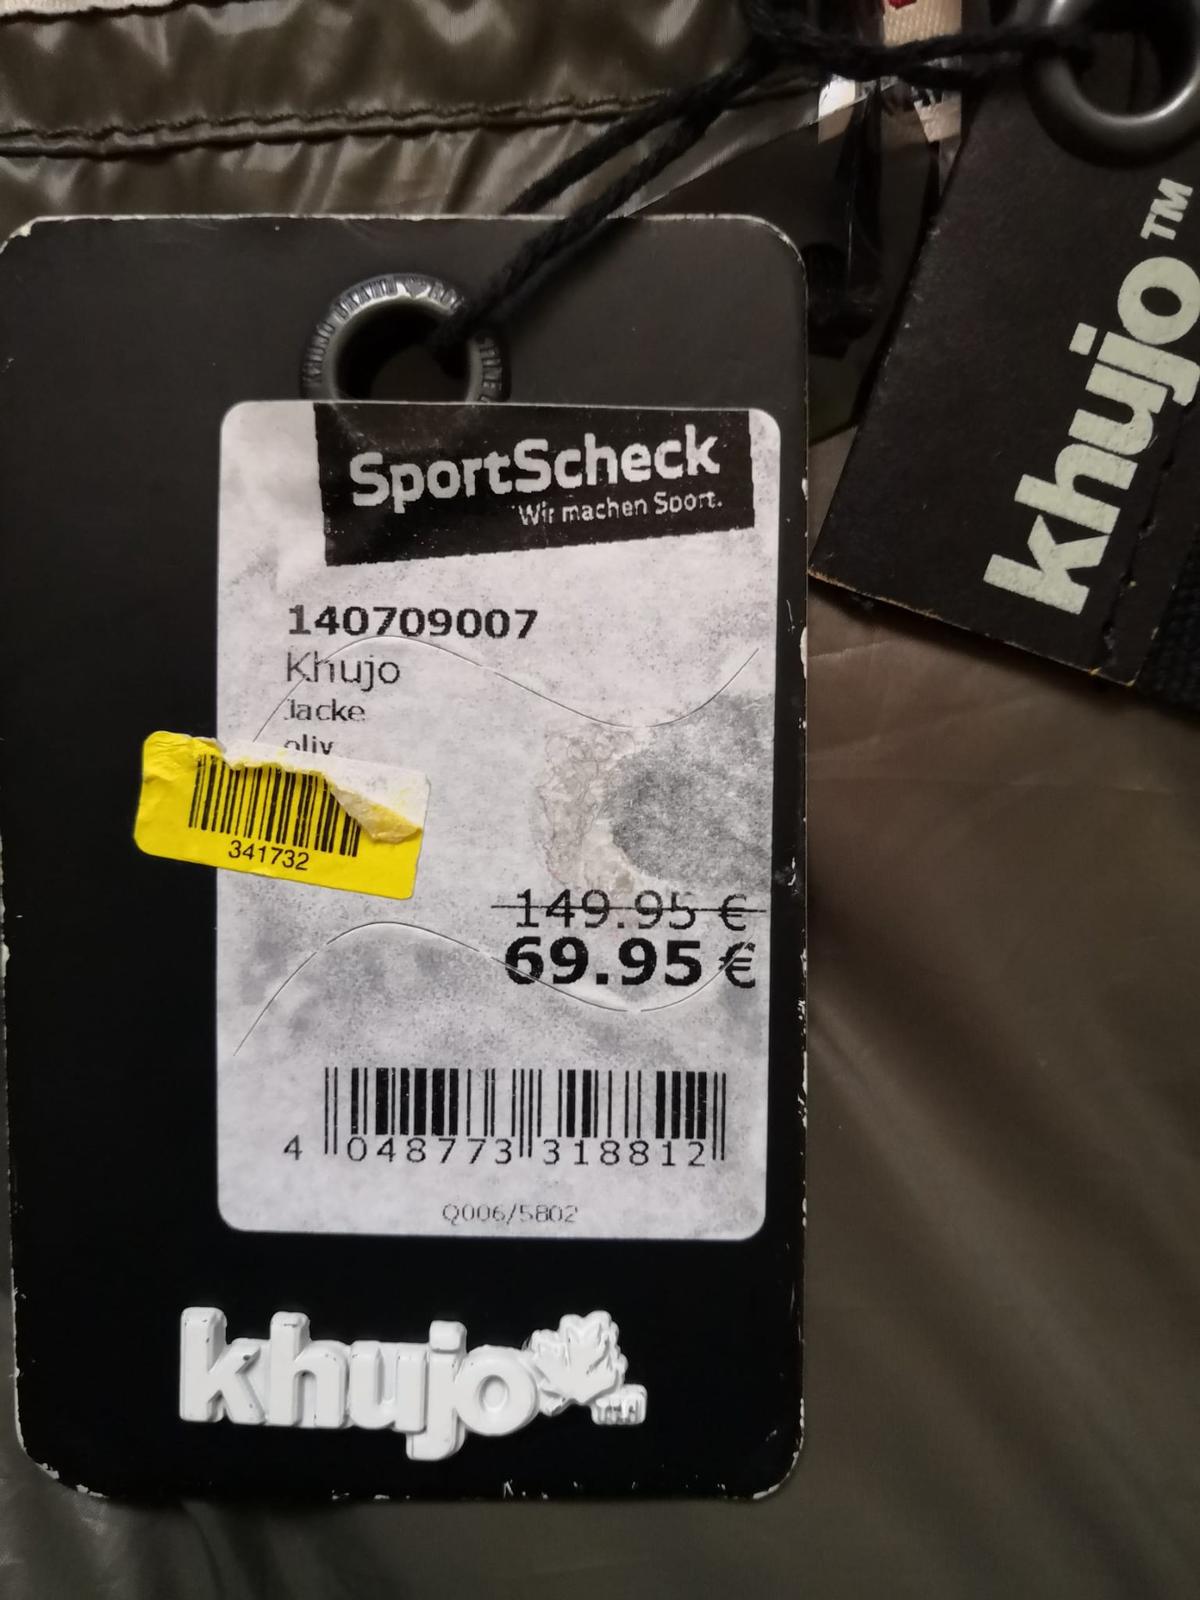 khujo™
SportScheck
Wir machen Sport.
140709007
Khujo
Jacke
oliv
341732
149.95 €
69.95 €
4 048773 318812
Q006/5802
khujo